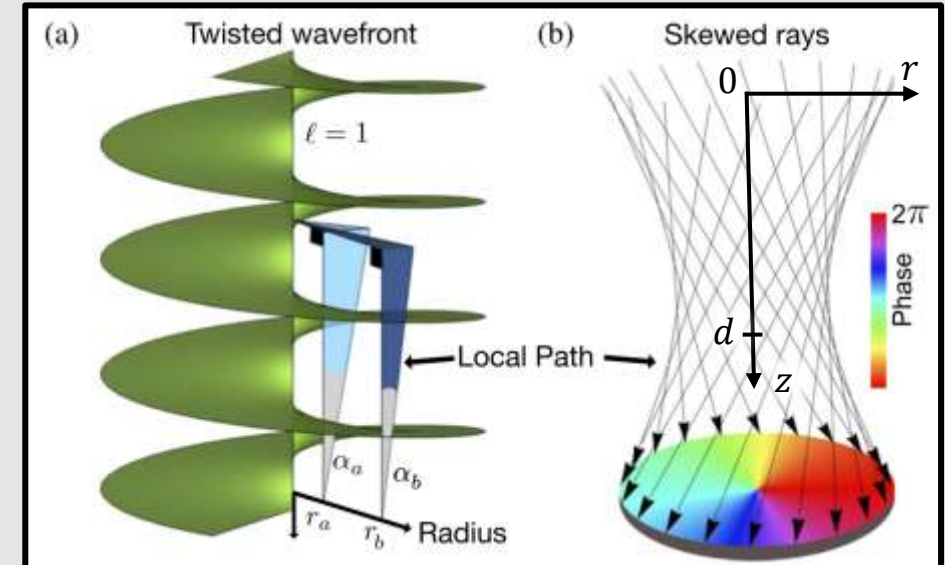 (a) Twisted wavefront
ℓ = 1
α_a
α_b
r_a
r_b
Radius
Local Path
(b) Skewed rays
0
r
d
z
2π
Phase